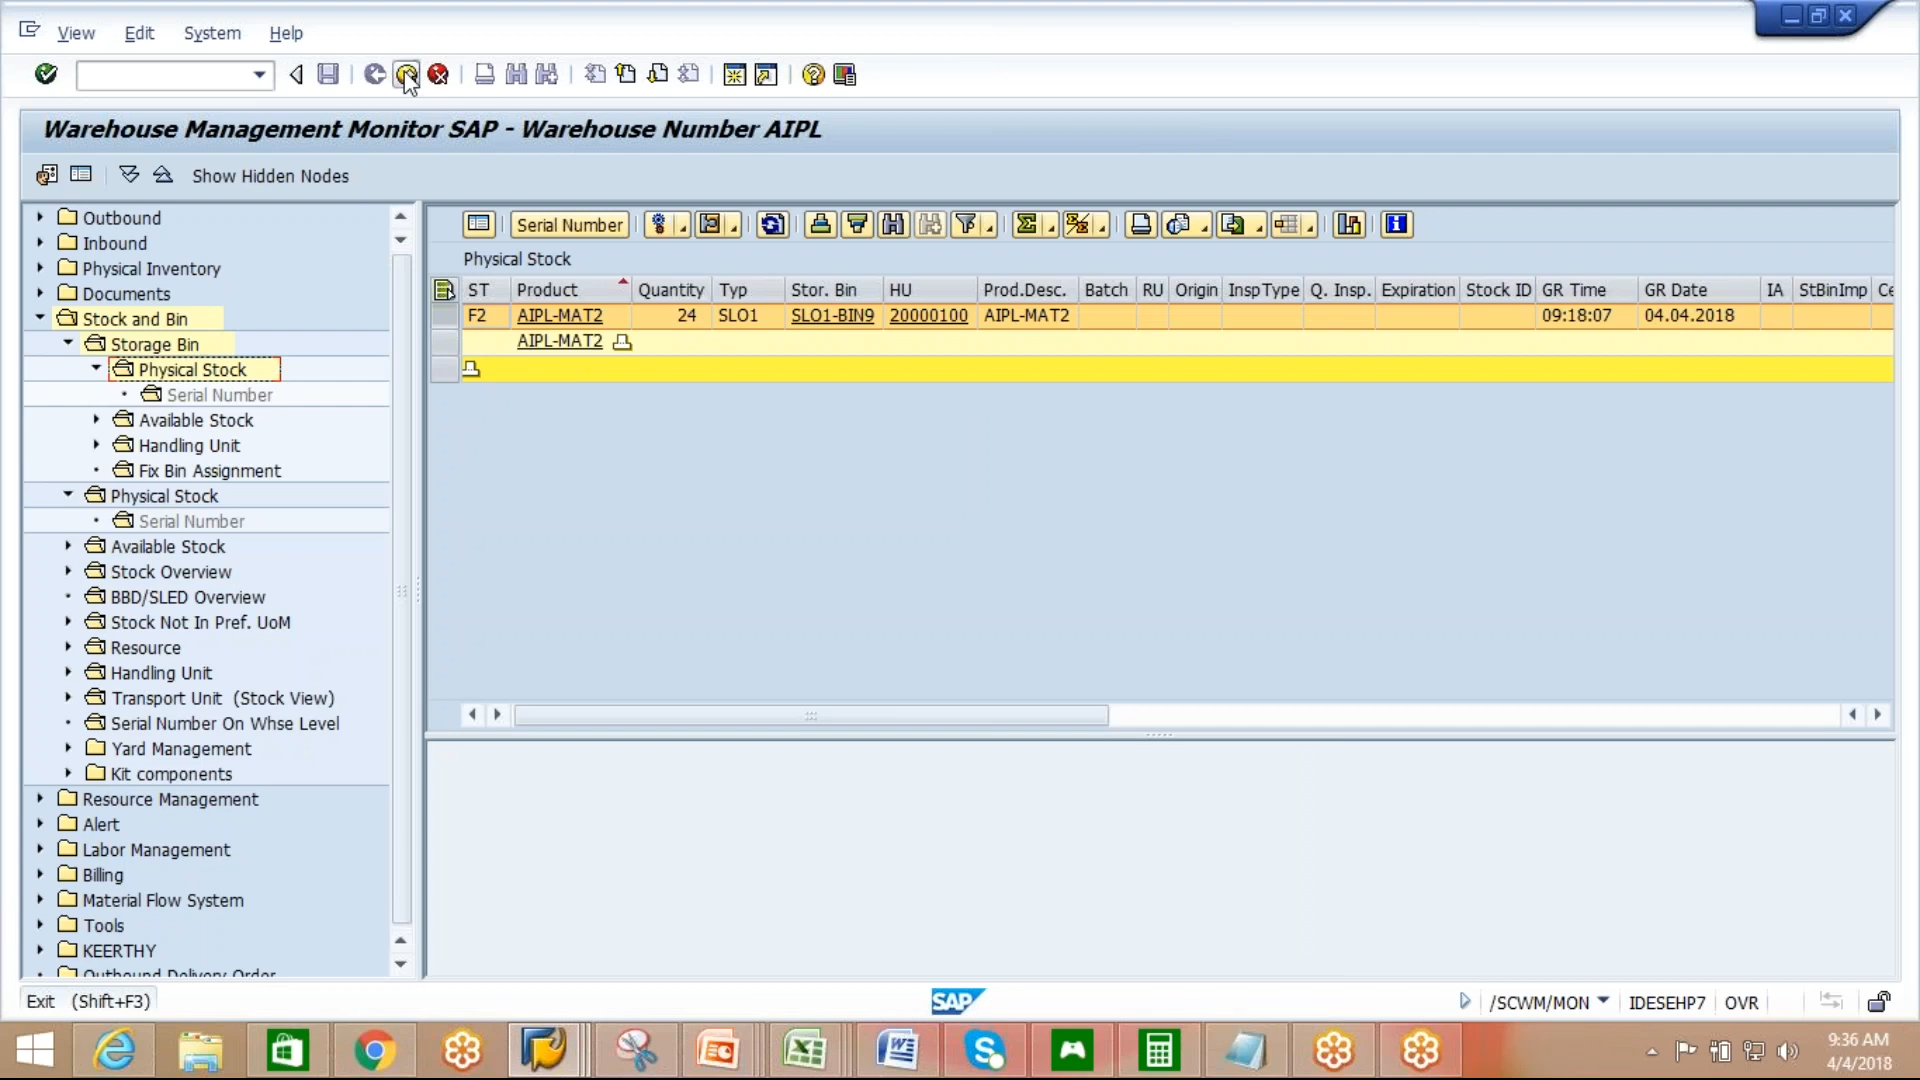 View Edit System Help
Warehouse Management Monitor SAP - Warehouse Number AIPL
Show Hidden Nodes
Outbound
Inbound
Physical Inventory
Documents
Stock and Bin
Storage Bin
Physical Stock
Serial Number
Available Stock
Handling Unit
Fix Bin Assignment
Physical Stock
Serial Number
Available Stock
Stock Overview
BBD/SLED Overview
Stock Not In Pref. UoM
Resource
Handling Unit
Transport Unit (Stock View)
Serial Number On Whse Level
Yard Management
Kit components
Resource Management
Alert
Labor Management
Billing
Material Flow System
Tools
KEERTHY
Outbound Delivery Order
Serial Number
Physical Stock
ST Product Quantity Typ Stor. Bin HU Prod.Desc. Batch RU Origin InspType Q. Insp. Expiration Stock ID GR Time GR Date IA StBinImp Ce
F2 AIPL-MAT2 24 SLO1 SLO1-BIN9 20000100 AIPL-MAT2 09:18:07 04.04.2018
AIPL-MAT2
Exit (Shift+F3)
SAP
/SCWM/MON IDESEHP7 OVR
9:36 AM
4/4/2018